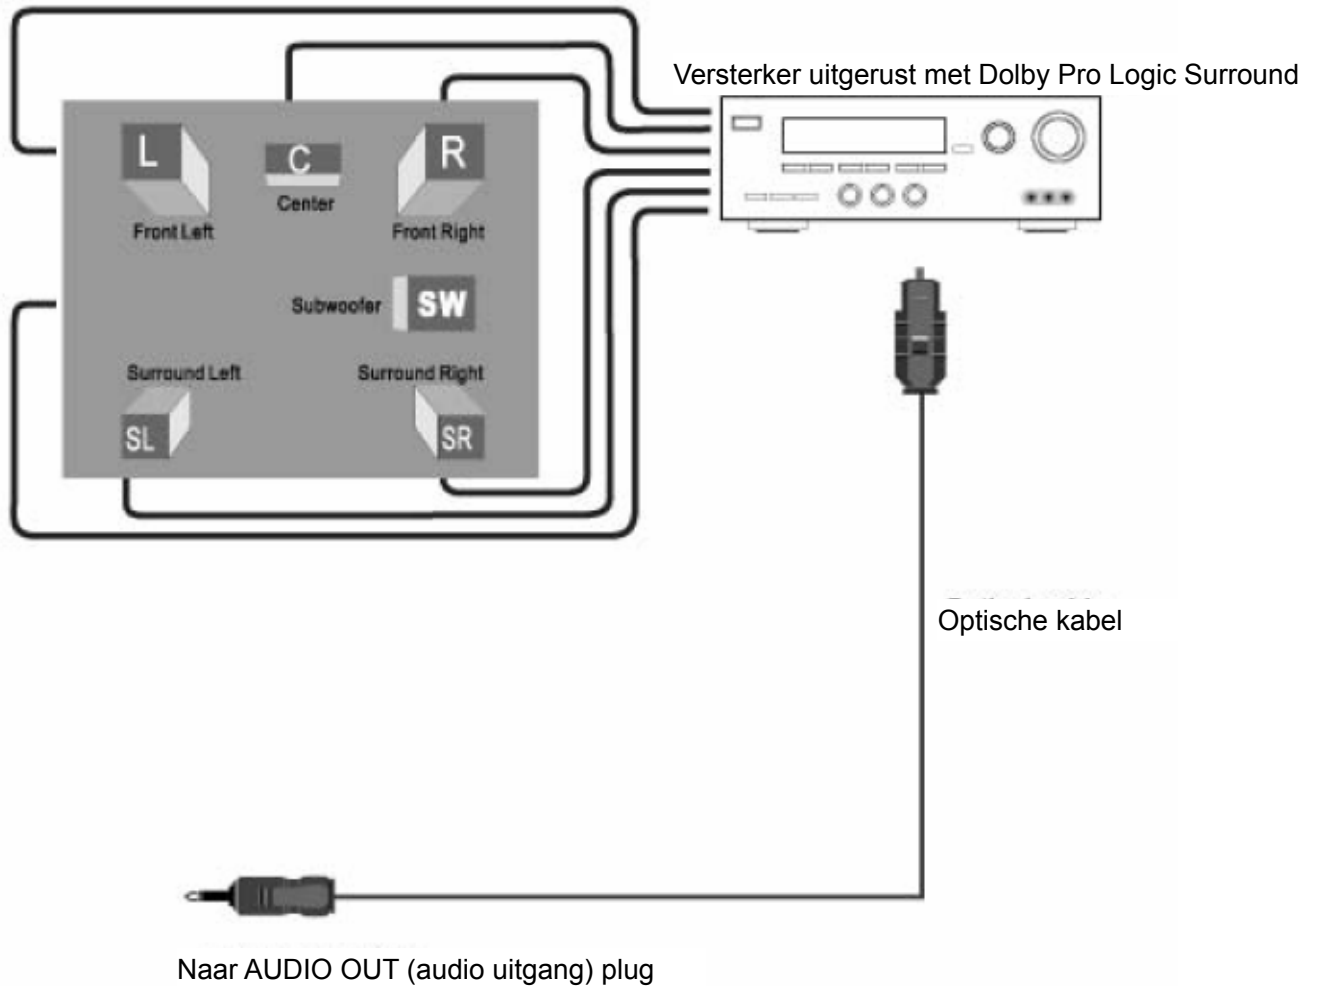 Versterker uitgerust met Dolby Pro Logic Surround
L
C
R
Center
Front Left
Front Right
Subwoofer
SW
Surround Left
Surround Right
SL
SR
Optische kabel
Naar AUDIO OUT (audio uitgang) plug